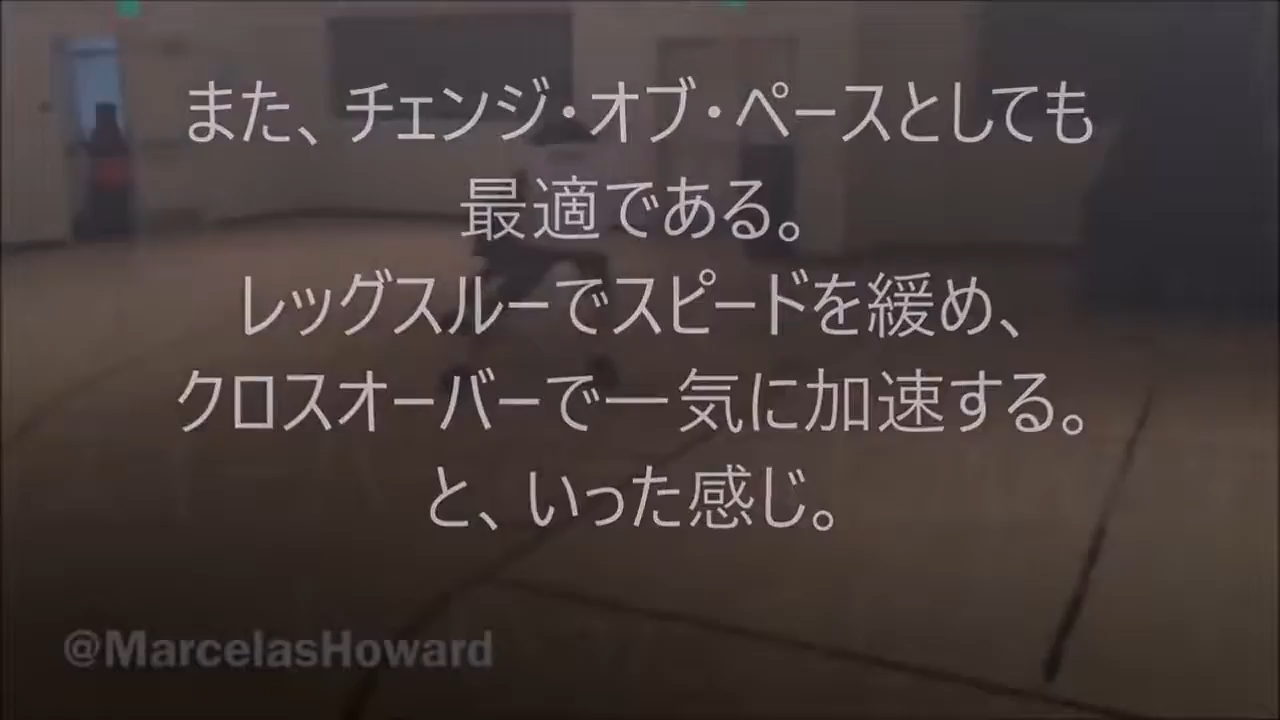 また、チェンジ・オブ・ペースとしても
最適である。
レッグスルーでスピードを緩め、
クロスオーバーで一気に加速する。
と、いった感じ。
@MarcelasHoward